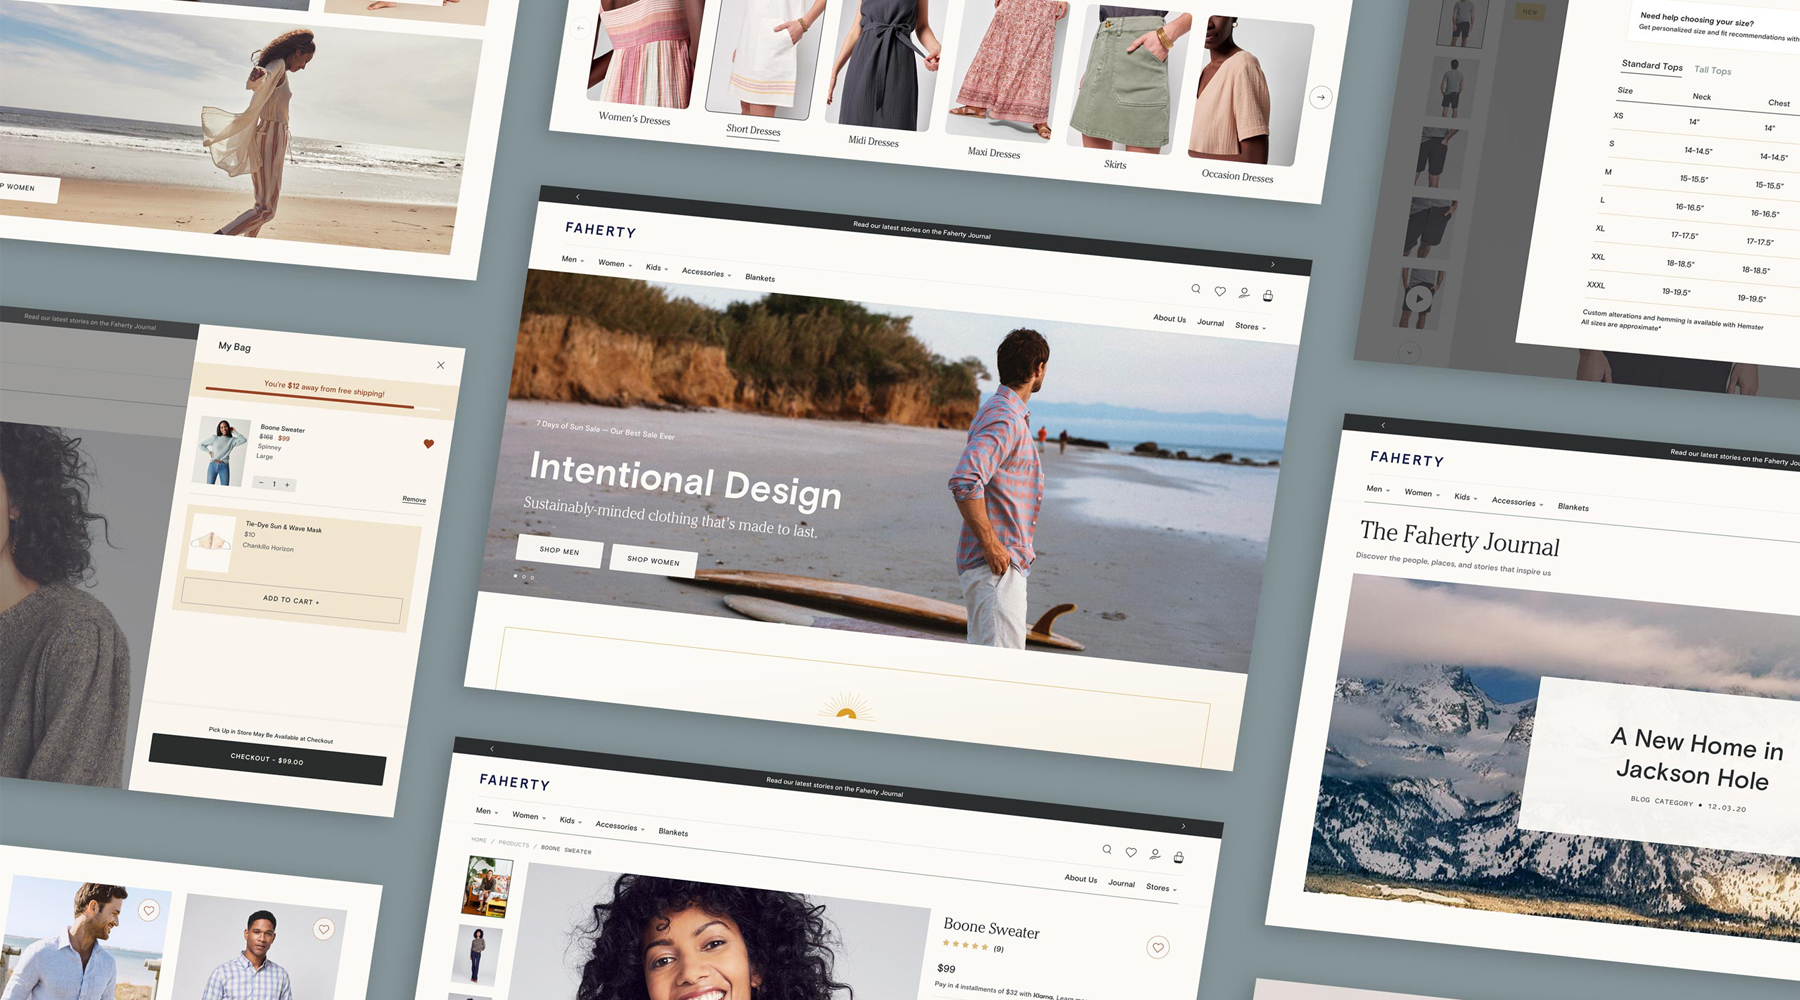 P WOMEN
Women's Dresses
Short Dresses
Midi Dresses
Maxi Dresses
Skirts
Occasion Dresses
NEW
Need help choosing your size?
Get personalized size and fit recommendations with
Standard Tops Tall Tops
Size Neck Chest
XS 14" 14"
S 14-14.5" 14-14.5"
M 15-15.5" 15-15.5"
L 16-16.5" 16-16.5"
XL 17-17.5" 17-17.5"
XXL 18-18.5" 18-18.5"
XXXL 19-19.5" 19-19.5"
Custom alterations and hemming is available with Hemster
All sizes are approximate*
Read our latest stories on the Faherty Journal
FAHERTY
Men Women Kids Accessories Blankets
About Us Journal Stores
7 Days of Sun Sale — Our Best Sale Ever
Intentional Design
Sustainably-minded clothing that's made to last.
SHOP MEN SHOP WOMEN
Read our latest stories on the Faherty Journal
My Bag
You're $12 away from free shipping!
Boone Sweater
$168 $99
Spinney
Large
− 1 +
Remove
Tie-Dye Sun & Wave Mask
$10
Chankillo Horizon
ADD TO CART +
Pick Up in Store May Be Available at Checkout
CHECKOUT - $99.00
Read our latest stories on the Faherty Jou
FAHERTY
Men Women Kids Accessories Blankets
The Faherty Journal
Discover the people, places, and stories that inspire us
A New Home in
Jackson Hole
BLOG CATEGORY • 12.03.20
Read our latest stories on the Faherty Journal
FAHERTY
Men Women Kids Accessories Blankets
About Us Journal Stores
HOME / PRODUCTS / BOONE SWEATER
Boone Sweater
(9)
$99
Pay in 4 installments of $32 with Klarna. Learn